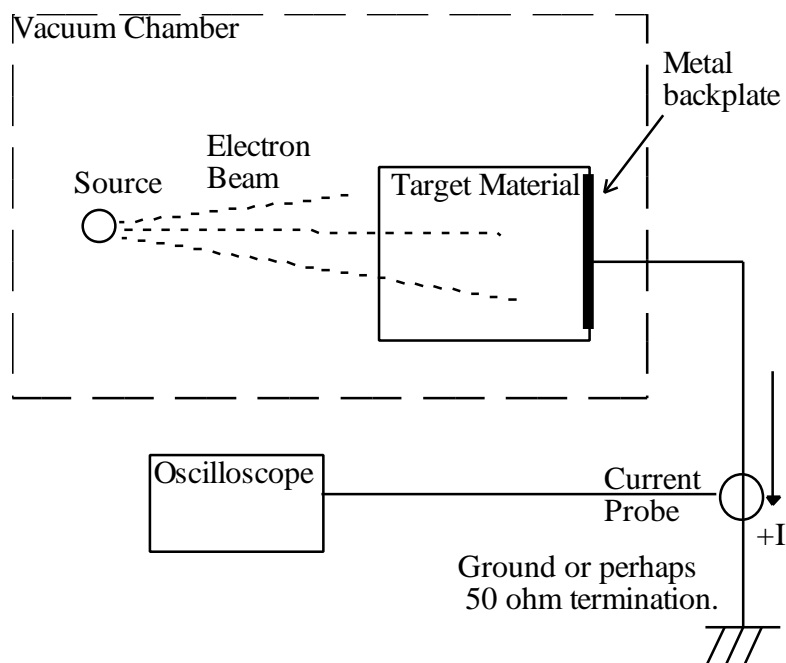 Vacuum Chamber
Metal
backplate
Electron
Beam
Source
Target Material
Oscilloscope
Current
Probe
+I
Ground or perhaps
50 ohm termination.